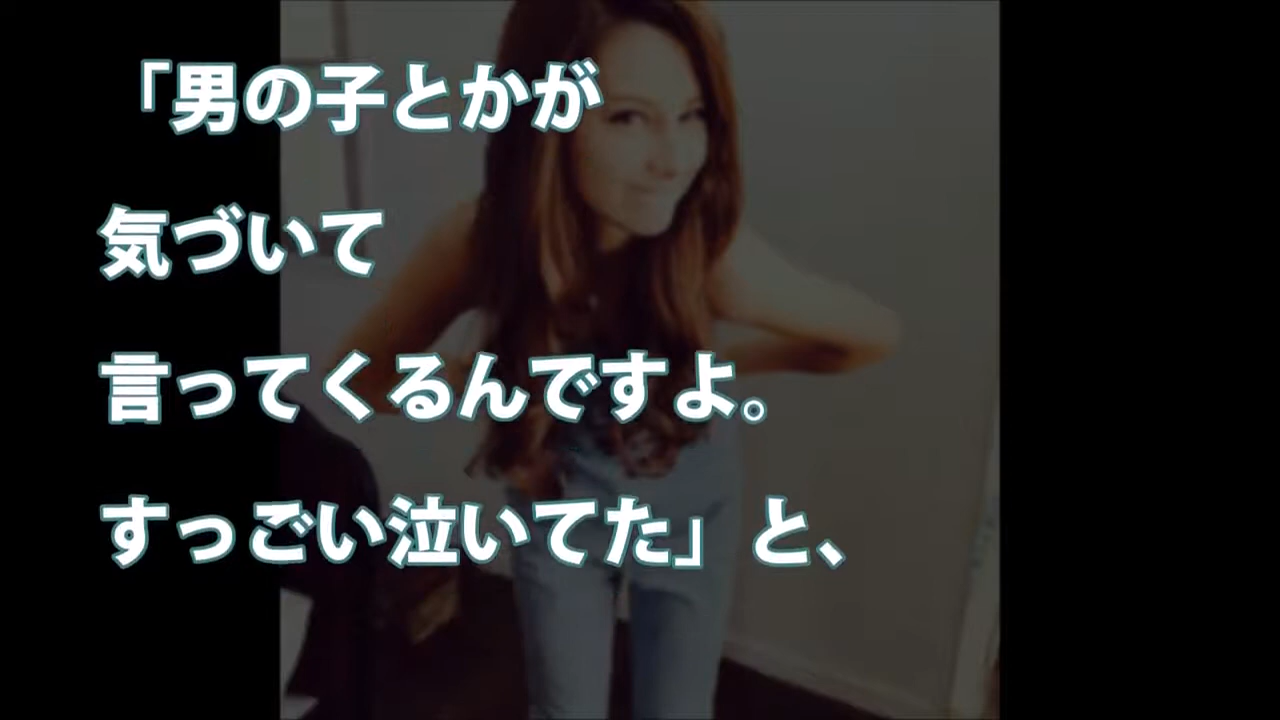 「男の子とかが
気づいて
言ってくるんですよ。
すっごい泣いてた」と、